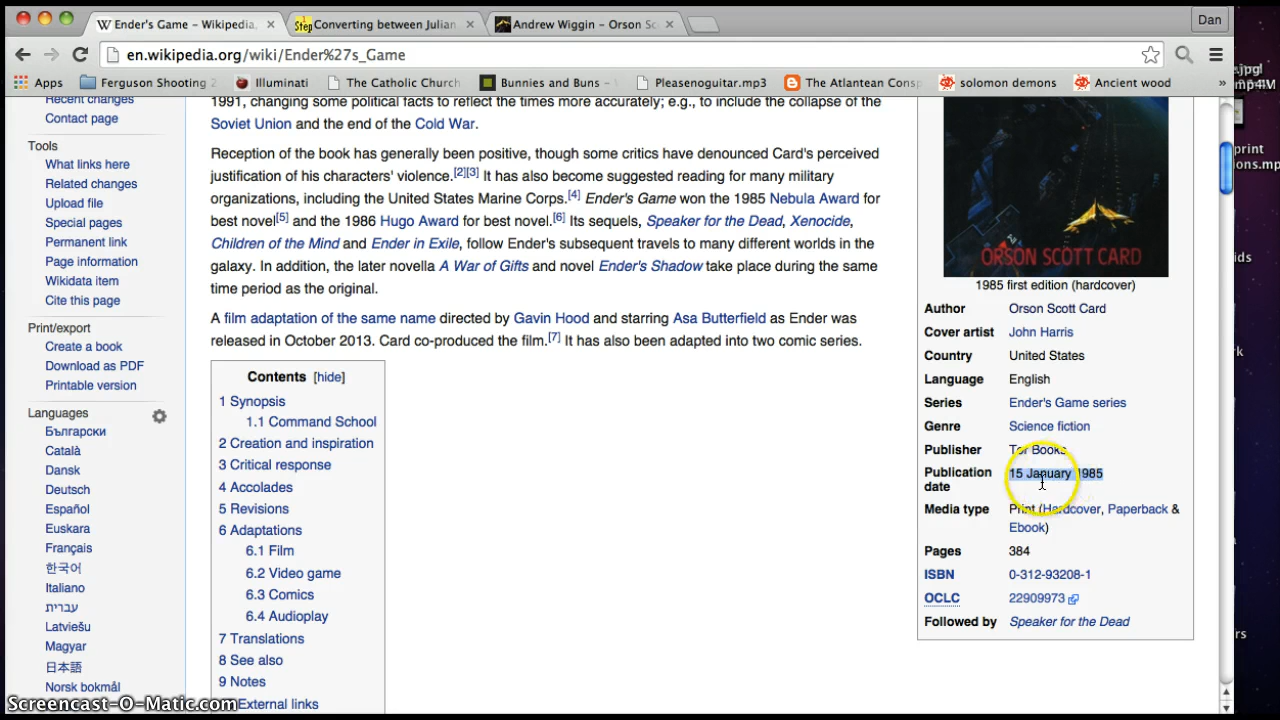 Ender's Game – Wikipedia,
Converting between Julian
Andrew Wiggin – Orson Sc
Dan
en.wikipedia.org/wiki/Ender%27s_Game
Apps
Ferguson Shooting 2
Illuminati
The Catholic Church
Bunnies and Buns –
Pleasenoguitar.mp3
The Atlantean Consp
solomon demons
Ancient wood
»
Recent changes
Contact page
Tools
What links here
Related changes
Upload file
Special pages
Permanent link
Page information
Wikidata item
Cite this page
Print/export
Create a book
Download as PDF
Printable version
Languages
Български
Català
Dansk
Deutsch
Español
Euskara
Français
한국어
Italiano
עברית
Latviešu
Magyar
日本語
Norsk bokmål
1991, changing some political facts to reflect the times more accurately; e.g., to include the collapse of the
Soviet Union and the end of the Cold War.
Reception of the book has generally been positive, though some critics have denounced Card's perceived
justification of his characters' violence.[2][3] It has also become suggested reading for many military
organizations, including the United States Marine Corps.[4] Ender's Game won the 1985 Nebula Award for
best novel[5] and the 1986 Hugo Award for best novel.[6] Its sequels, Speaker for the Dead, Xenocide,
Children of the Mind and Ender in Exile, follow Ender's subsequent travels to many different worlds in the
galaxy. In addition, the later novella A War of Gifts and novel Ender's Shadow take place during the same
time period as the original.
A film adaptation of the same name directed by Gavin Hood and starring Asa Butterfield as Ender was
released in October 2013. Card co-produced the film.[7] It has also been adapted into two comic series.
Contents [hide]
1 Synopsis
1.1 Command School
2 Creation and inspiration
3 Critical response
4 Accolades
5 Revisions
6 Adaptations
6.1 Film
6.2 Video game
6.3 Comics
6.4 Audioplay
7 Translations
8 See also
9 Notes
External links
ORSON SCOTT CARD
1985 first edition (hardcover)
Author Orson Scott Card
Cover artist John Harris
Country United States
Language English
Series Ender's Game series
Genre Science fiction
Publisher Tor Books
Publication 15 January 1985
date
Media type Print (Hardcover, Paperback &
Ebook)
Pages 384
ISBN 0-312-93208-1
OCLC 22909973
Followed by Speaker for the Dead
Screencast-O-Matic.com